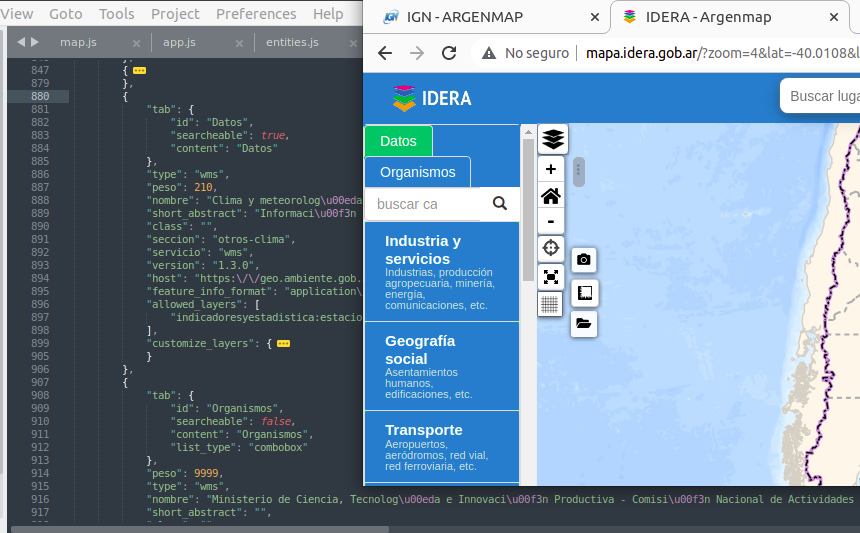 View Goto Tools Project Preferences Help
map.js × app.js × entities.js ×
847 {
879 },
880 {
881 "tab": {
882 "id": "Datos",
883 "searcheable": true,
884 "content": "Datos"
885 },
886 "type": "wms",
887 "peso": 210,
888 "nombre": "Clima y meteorolog\u00eda
889 "short_abstract": "Informaci\u00f3n
890 "class": "",
891 "seccion": "otros-clima",
892 "servicio": "wms",
893 "version": "1.3.0",
894 "host": "https:\/\/geo.ambiente.gob.
895 "feature_info_format": "application\
896 "allowed_layers": [
897 "indicadoresyestadistica:estacio
898 ],
899 "customize_layers": {
905 }
906 },
907 {
908 "tab": {
909 "id": "Organismos",
910 "searcheable": false,
911 "content": "Organismos",
912 "list_type": "combobox"
913 },
914 "peso": 9999,
915 "type": "wms",
916 "nombre": "Ministerio de Ciencia, Tecnolog\u00eda e Innovaci\u00f3n Productiva - Comisi\u00f3n Nacional de Actividades
917 "short_abstract": "",
IGN - ARGENMAP ×
IDERA - Argenmap ×
No seguro | mapa.idera.gob.ar/?zoom=4&lat=-40.0108&l
IDERA
Buscar luga
Datos
Organismos
buscar ca
Industria y
servicios
Industrias, producción
agropecuaria, minería,
energía,
comunicaciones, etc.
Geografía
social
Asentamientos
humanos,
edificaciones, etc.
Transporte
Aeropuertos,
aeródromos, red vial,
red ferroviaria, etc.
+
-